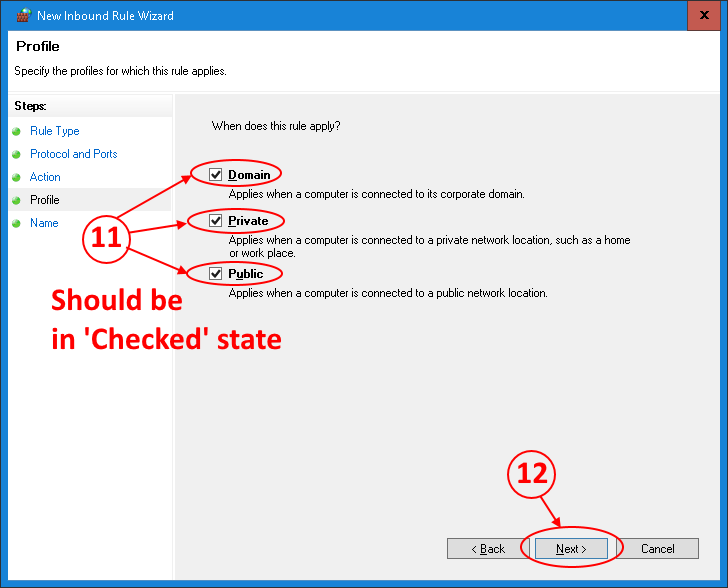 New Inbound Rule Wizard
Profile
Specify the profiles for which this rule applies.
Steps:
Rule Type
Protocol and Ports
Action
Profile
Name
When does this rule apply?
Domain
Applies when a computer is connected to its corporate domain.
Private
Applies when a computer is connected to a private network location, such as a home
or work place.
Public
Applies when a computer is connected to a public network location.
11
Should be
in 'Checked' state
12
< Back
Next >
Cancel